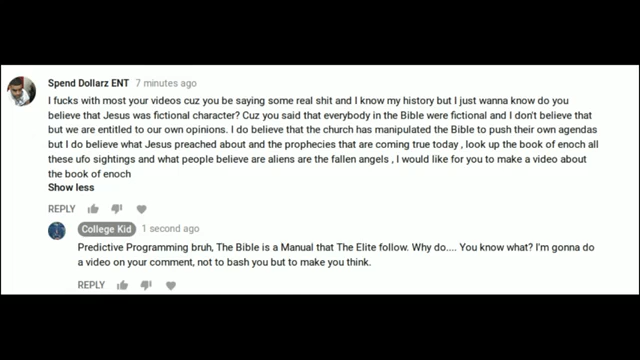 Spend Dollarz ENT 7 minutes ago
I fucks with most your videos cuz you be saying some real shit and I know my history but I just wanna know do you
believe that Jesus was fictional character? Cuz you said that everybody in the Bible were fictional and I don't believe that
but we are entitled to our own opinions. I do believe that the church has manipulated the Bible to push their own agendas
but I do believe what Jesus preached about and the prophecies that are coming true today , look up the book of enoch all
these ufo sightings and what people believe are aliens are the fallen angels , I would like for you to make a video about
the book of enoch
Show less
REPLY
College Kid 1 second ago
Predictive Programming bruh, The Bible is a Manual that The Elite follow. Why do.... You know what? I'm gonna do
a video on your comment, not to bash you but to make you think.
REPLY